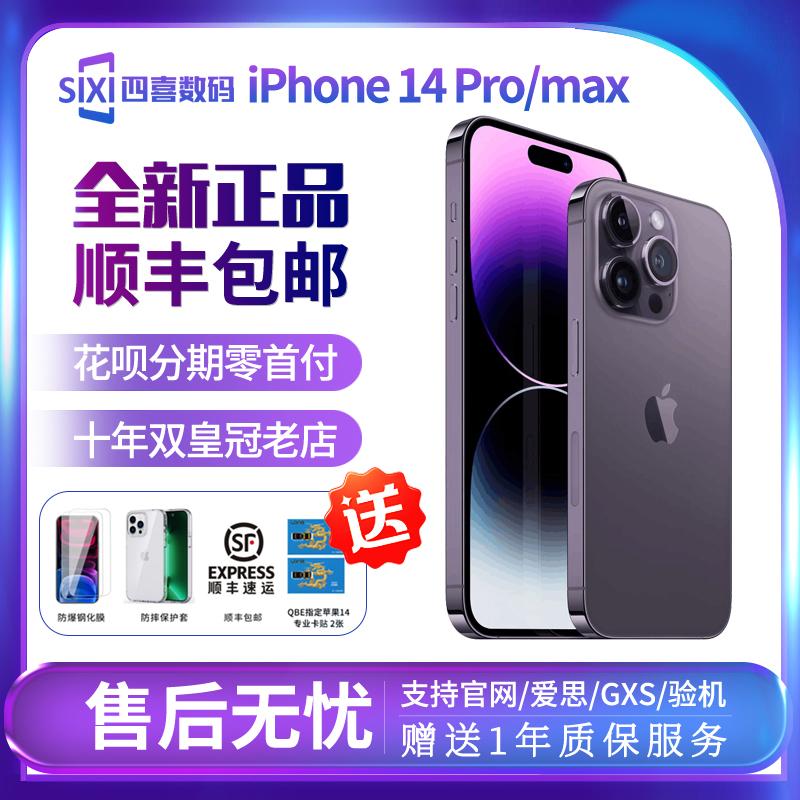 SIXI 四喜数码 iPhone 14 Pro/max
全新正品
顺丰包邮
花呗分期零首付
十年双皇冠老店
送
SF
EXPRESS
顺丰速运
防爆钢化膜
防摔保护套
顺丰包邮
QBE指定苹果14
专业卡贴 2张
售后无忧
支持官网/爱思/GXS/验机
赠送1年质保服务